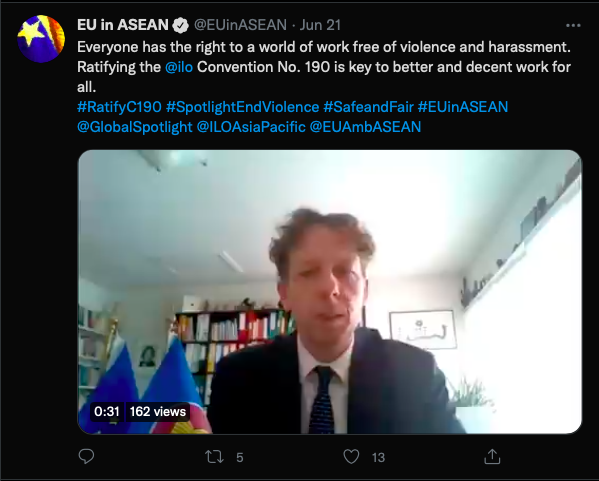 EU in ASEAN @EUinASEAN · Jun 21
Everyone has the right to a world of work free of violence and harassment.
Ratifying the @ilo Convention No. 190 is key to better and decent work for
all.
#RatifyC190 #SpotlightEndViolence #SafeandFair #EUinASEAN
@GlobalSpotlight @ILOAsiaPacific @EUAmbASEAN
0:31 162 views
5 13